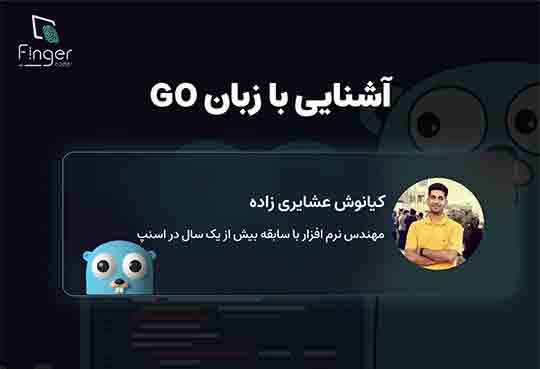 Finger
coder
آشنایی با زبان GO
کیانوش عشایری زاده
مهندس نرم افزار با سابقه بیش از یک سال در اسنپ